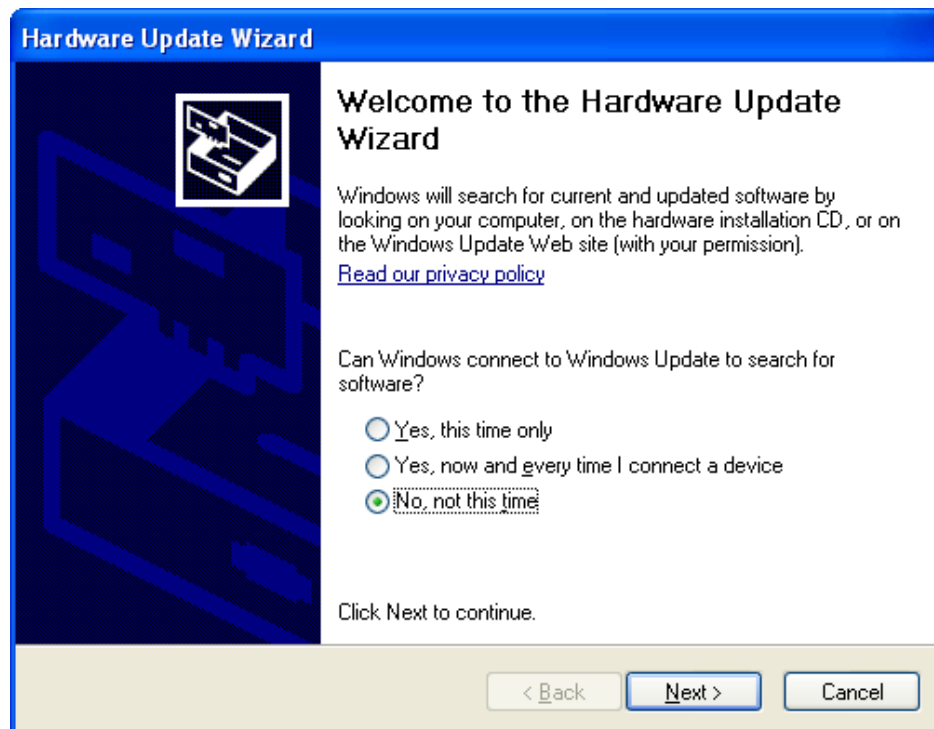 Hardware Update Wizard
Welcome to the Hardware Update
Wizard
Windows will search for current and updated software by
looking on your computer, on the hardware installation CD, or on
the Windows Update Web site (with your permission).
Read our privacy policy
Can Windows connect to Windows Update to search for
software?
Yes, this time only
Yes, now and every time I connect a device
No, not this time
Click Next to continue.
< Back Next > Cancel